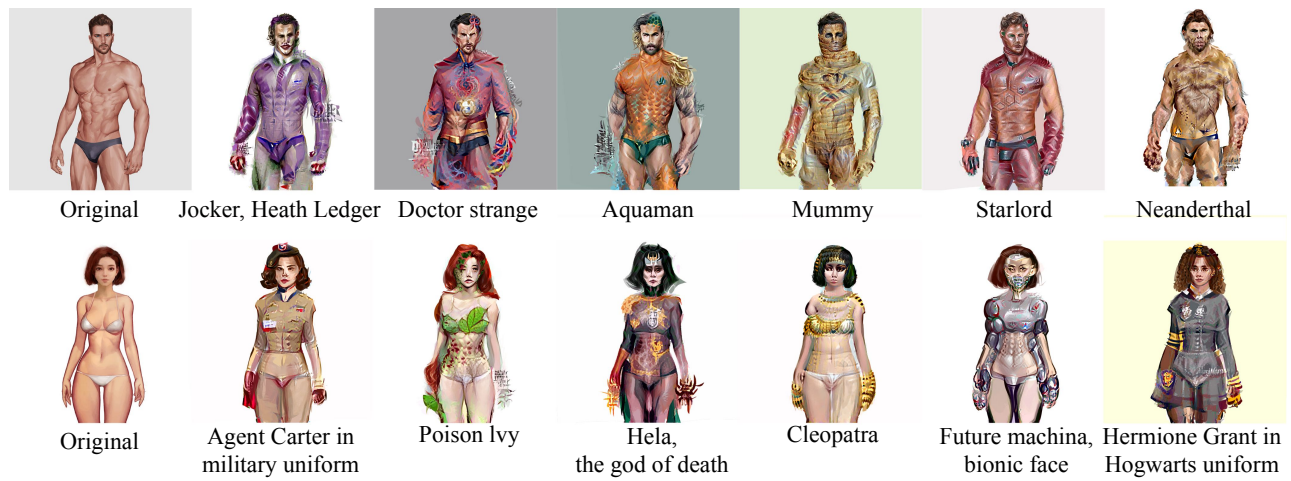 Original
Jocker, Heath Ledger
Doctor strange
Aquaman
Mummy
Starlord
Neanderthal
Original
Agent Carter in
military uniform
Poison lvy
Hela,
the god of death
Cleopatra
Future machina,
bionic face
Hermione Grant in
Hogwarts uniform